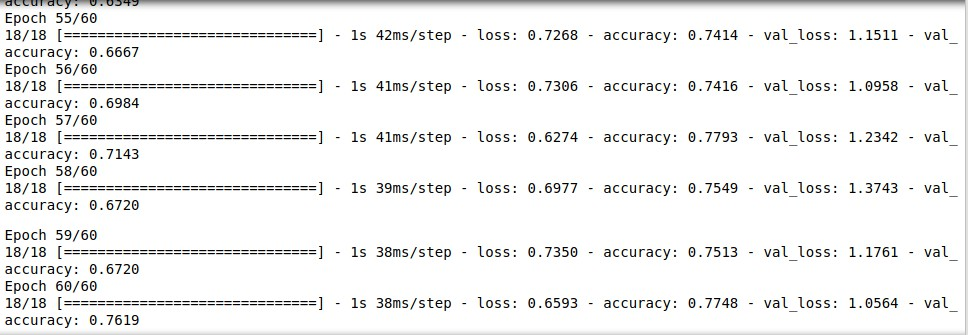 accuracy: 0.6349
Epoch 55/60
18/18 [==============================] - 1s 42ms/step - loss: 0.7268 - accuracy: 0.7414 - val_loss: 1.1511 - val_
accuracy: 0.6667
Epoch 56/60
18/18 [==============================] - 1s 41ms/step - loss: 0.7306 - accuracy: 0.7416 - val_loss: 1.0958 - val_
accuracy: 0.6984
Epoch 57/60
18/18 [==============================] - 1s 41ms/step - loss: 0.6274 - accuracy: 0.7793 - val_loss: 1.2342 - val_
accuracy: 0.7143
Epoch 58/60
18/18 [==============================] - 1s 39ms/step - loss: 0.6977 - accuracy: 0.7549 - val_loss: 1.3743 - val_
accuracy: 0.6720
Epoch 59/60
18/18 [==============================] - 1s 38ms/step - loss: 0.7350 - accuracy: 0.7513 - val_loss: 1.1761 - val_
accuracy: 0.6720
Epoch 60/60
18/18 [==============================] - 1s 38ms/step - loss: 0.6593 - accuracy: 0.7748 - val_loss: 1.0564 - val_
accuracy: 0.7619